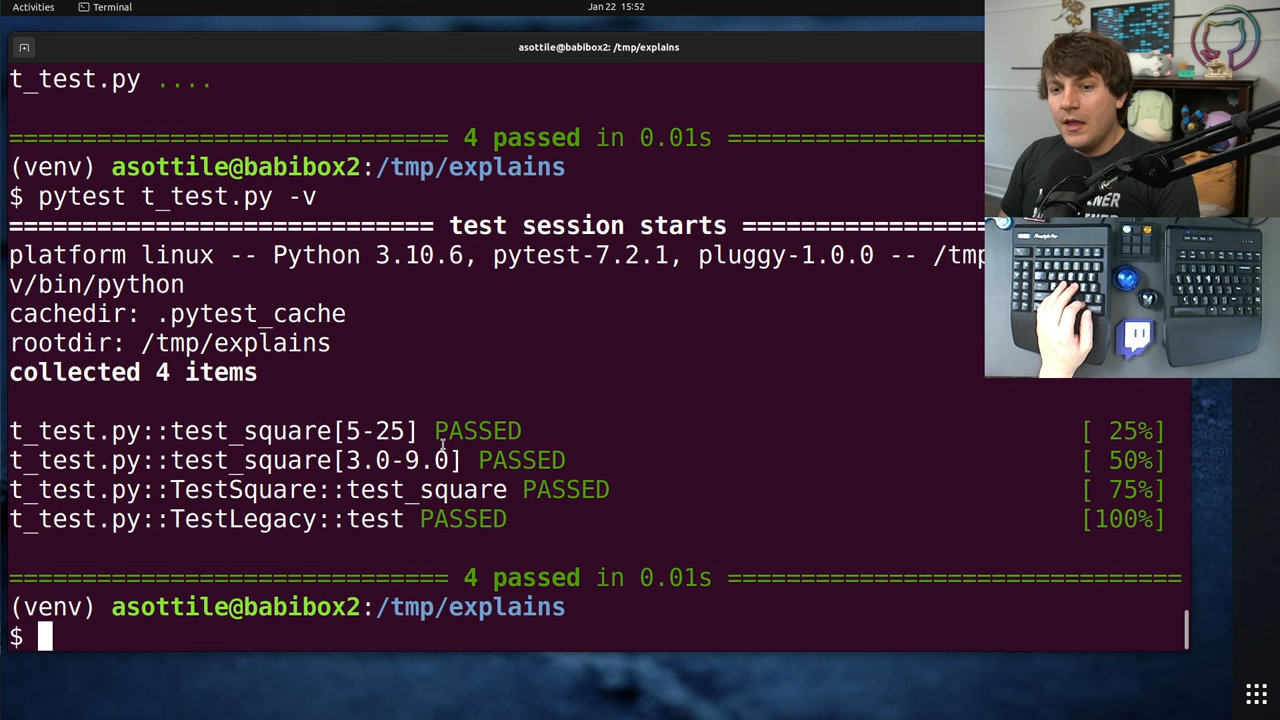 Activities
Terminal
Jan 22 15:52
asottile@babibox2: /tmp/explains
t_test.py ....
============================== 4 passed in 0.01s ==================
(venv) asottile@babibox2:/tmp/explains
$ pytest t_test.py -v
============================= test session starts ==================
platform linux -- Python 3.10.6, pytest-7.2.1, pluggy-1.0.0 -- /tmp
v/bin/python
cachedir: .pytest_cache
rootdir: /tmp/explains
collected 4 items
t_test.py::test_square[5-25] PASSED [ 25%]
t_test.py::test_square[3.0-9.0] PASSED [ 50%]
t_test.py::TestSquare::test_square PASSED [ 75%]
t_test.py::TestLegacy::test PASSED [100%]
============================== 4 passed in 0.01s ===============================
(venv) asottile@babibox2:/tmp/explains
$